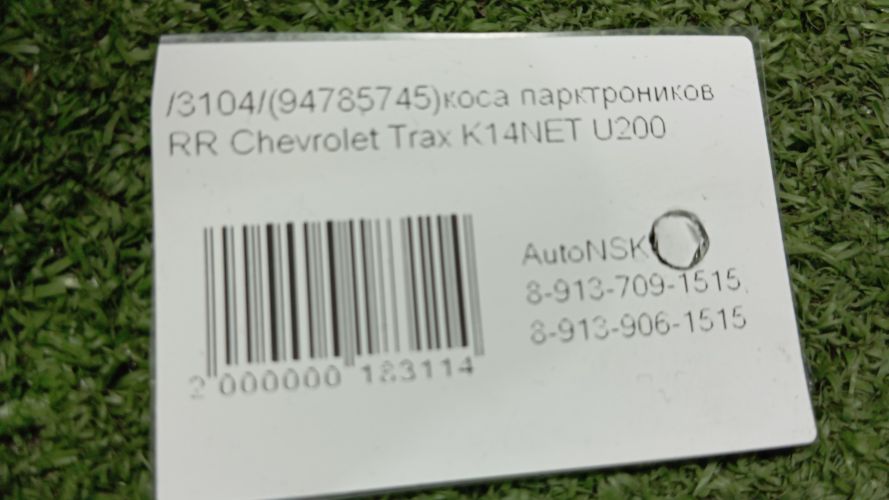 /3104/(94785745)коса парктроников
RR Chevrolet Trax K14NET U200
AutoNSK
8-913-709-1515
8-913-906-1515
2 000000 183114